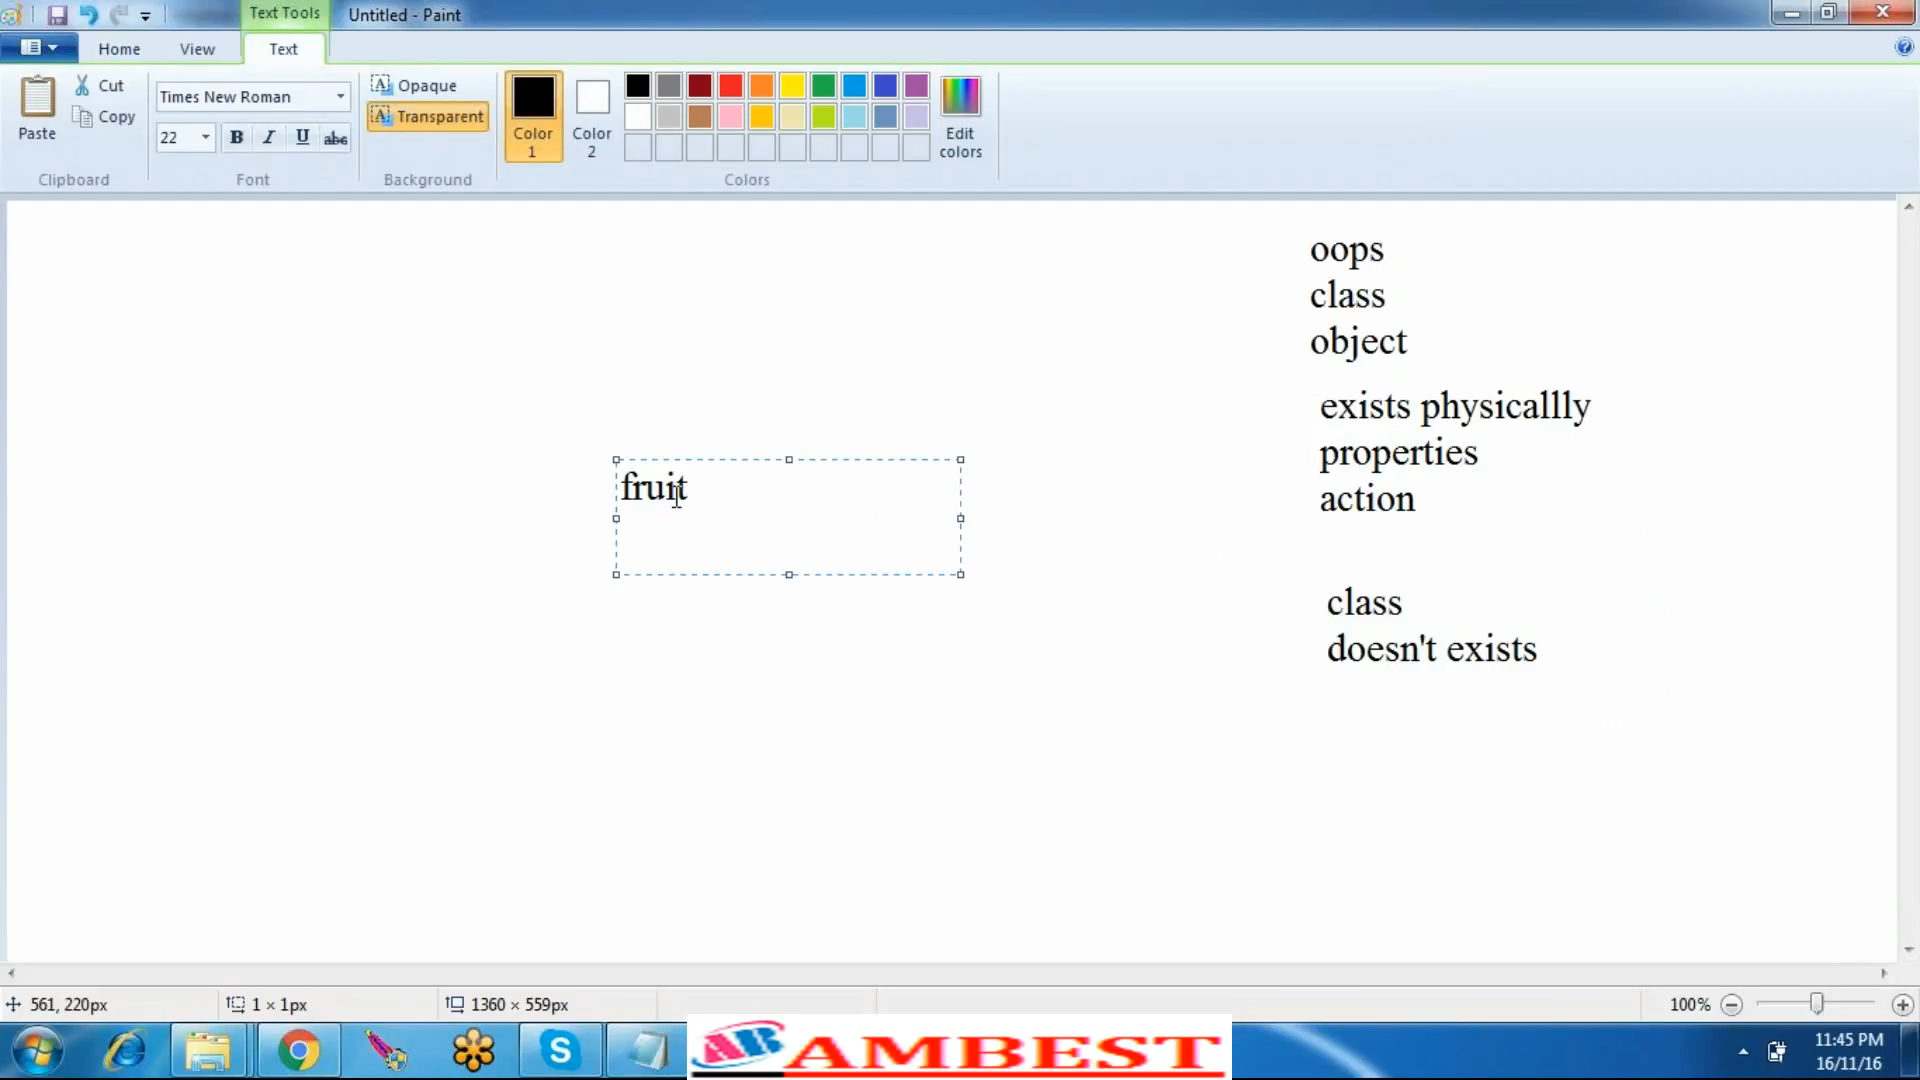 Text Tools
Untitled - Paint
Home
View
Text
Paste
Cut
Copy
Clipboard
Times New Roman
22
B I U abc
Font
Opaque
Transparent
Background
Color 1
Color 2
Edit colors
Colors
oops
class
object
exists physicallly
properties
action
fruit
class
doesn't exists
561, 220px
1 × 1px
1360 × 559px
100%
AMBEST
11:45 PM
16/11/16